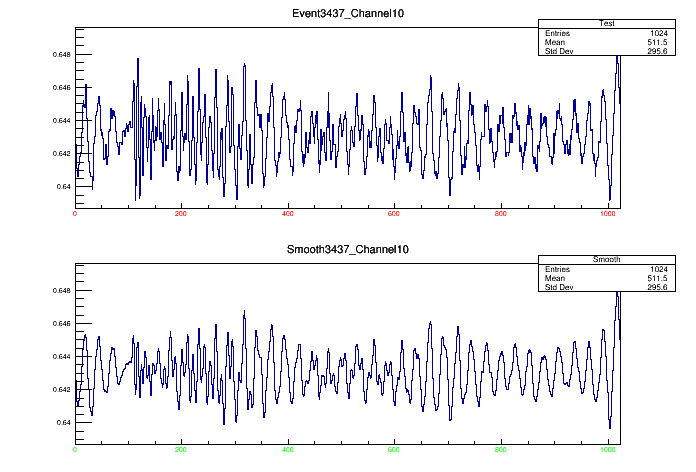 Event3437_Channel10
Test
Entries 1024
Mean 511.5
Std Dev 295.6
0.648
0.646
0.644
0.642
0.64
0 200 400 600 800 1000
Smooth3437_Channel10
Smooth
Entries 1024
Mean 511.5
Std Dev 295.6
0.648
0.646
0.644
0.642
0.64
0 200 400 600 800 1000